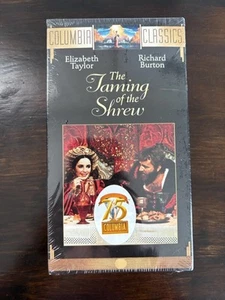 COLUMBIA CLASSICS
Elizabeth Taylor
Richard Burton
The
Taming
of the
Shrew
75
COLUMBIA